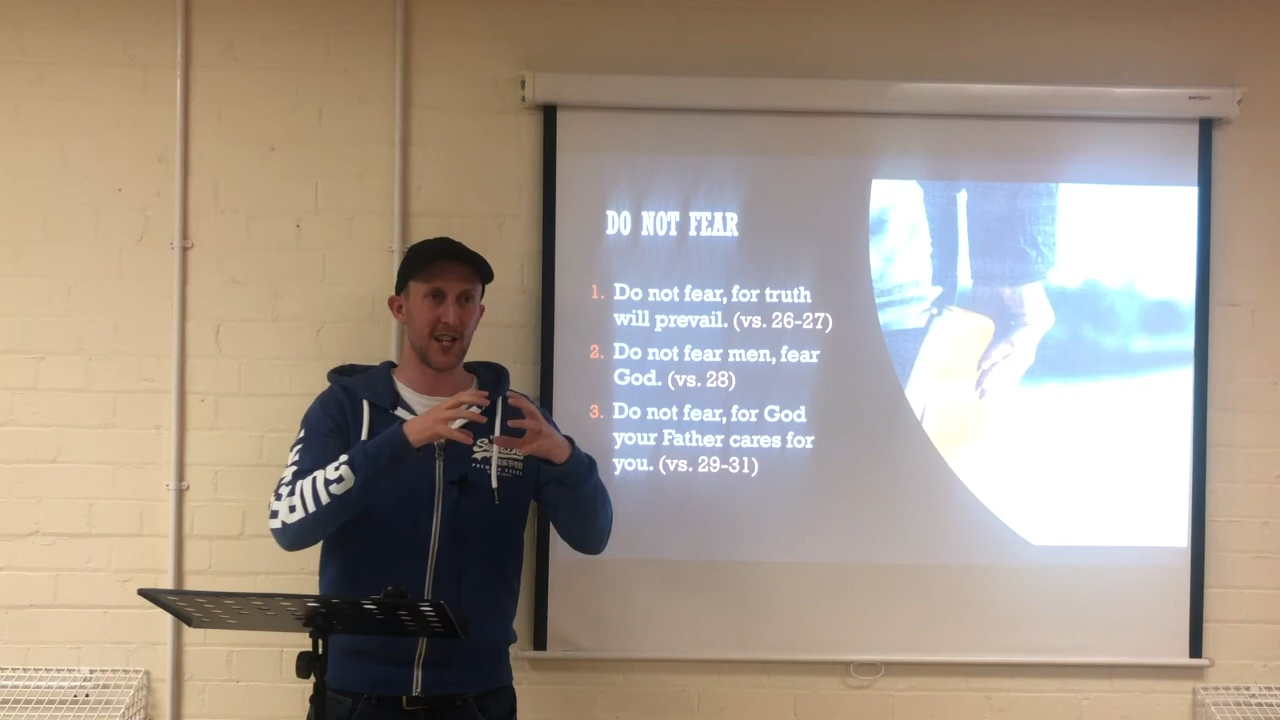 DO NOT FEAR
1. Do not fear, for truth
will prevail. (vs. 26-27)
2. Do not fear men, fear
God. (vs. 28)
3. Do not fear, for God
your Father cares for
you. (vs. 29-31)